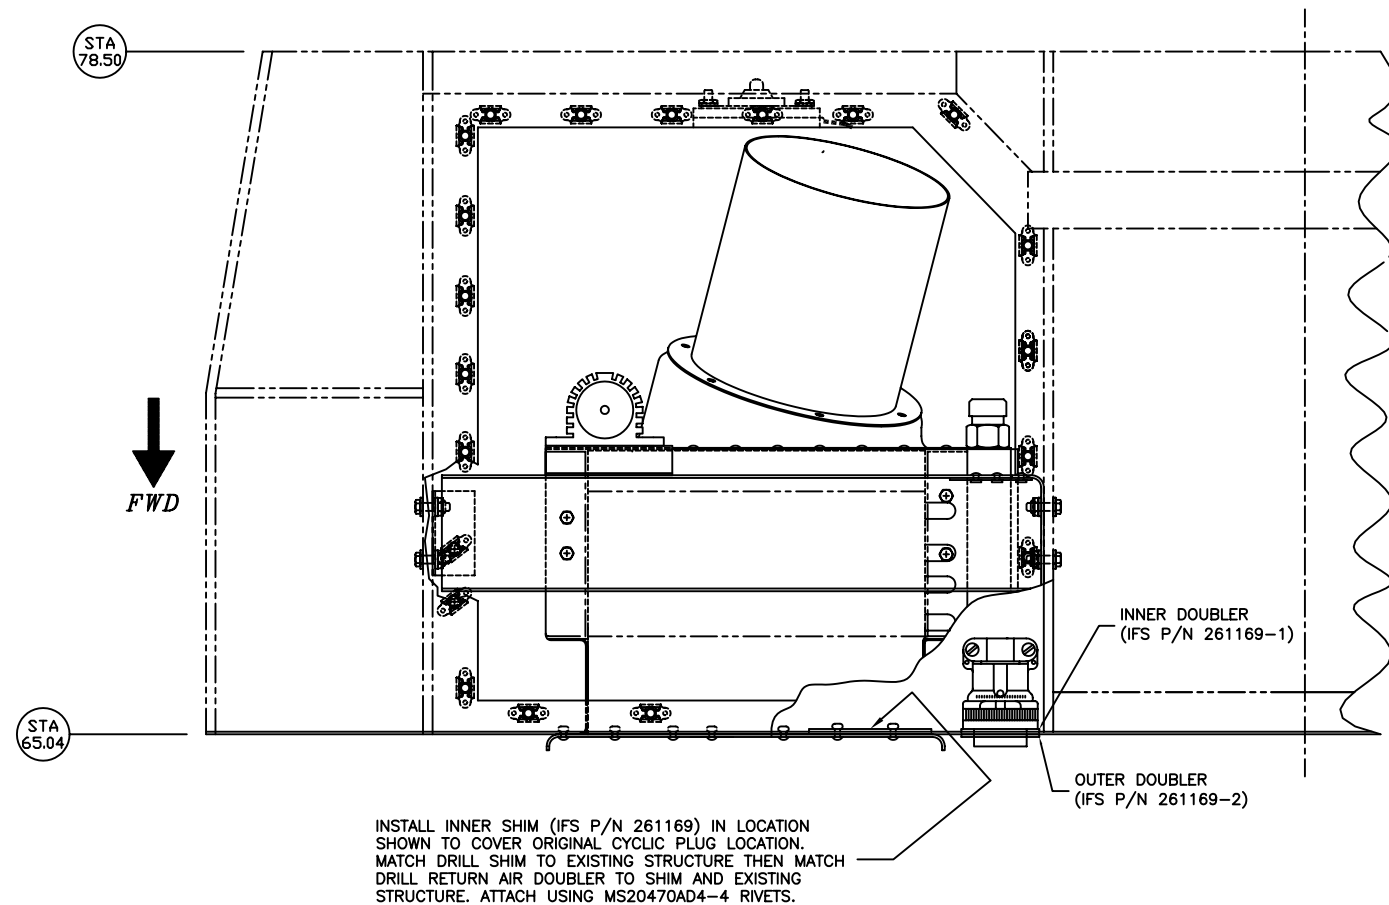 STA
78.50
FWD
INNER DOUBLER
(IFS P/N 261169-1)
STA
65.04
OUTER DOUBLER
(IFS P/N 261169-2)
INSTALL INNER SHIM (IFS P/N 261169) IN LOCATION
SHOWN TO COVER ORIGINAL CYCLIC PLUG LOCATION.
MATCH DRILL SHIM TO EXISTING STRUCTURE THEN MATCH
DRILL RETURN AIR DOUBLER TO SHIM AND EXISTING
STRUCTURE. ATTACH USING MS20470AD4-4 RIVETS.